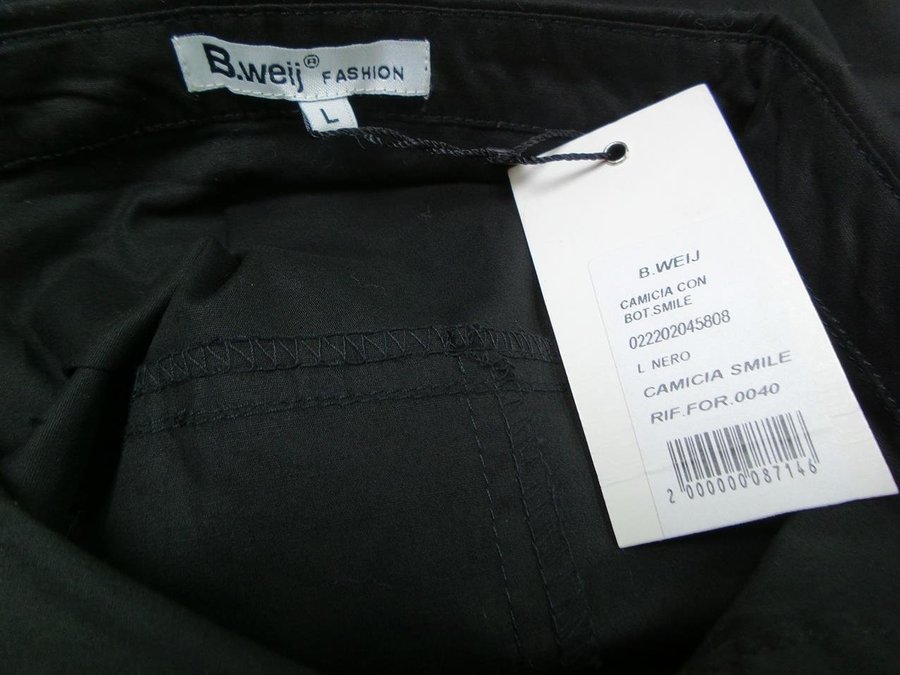 B.weij® FASHION
L
B.WEIJ
CAMICIA CON
BOT.SMILE
022202045808
L NERO
CAMICIA SMILE
RIF.FOR.0040
2 000000 087146